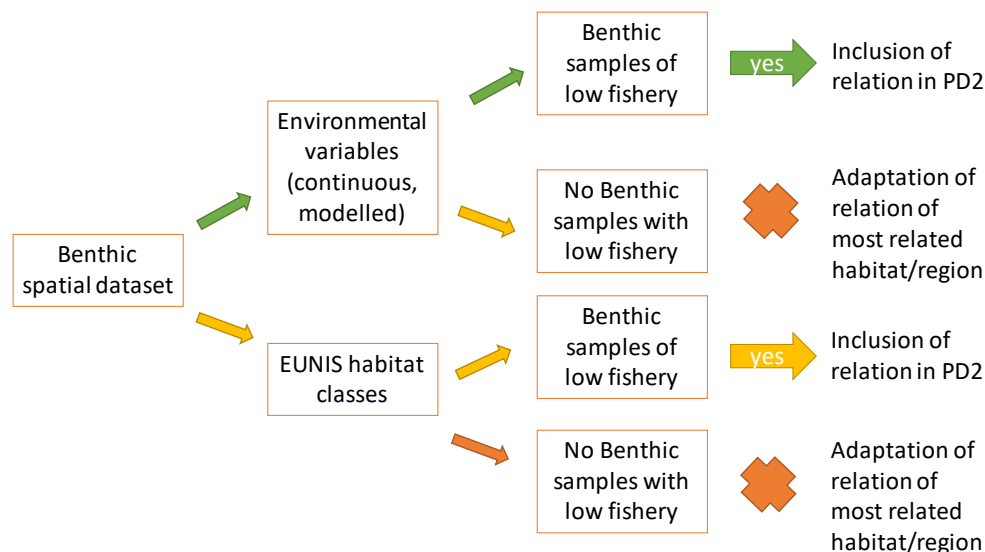 Benthic
spatial dataset
Environmental
variables
(continuous,
modelled)
EUNIS habitat
classes
Benthic
samples of
low fishery
yes
Inclusion of
relation in PD2
No Benthic
samples with
low fishery
Adaptation of
relation of
most related
habitat/region
Benthic
samples of
low fishery
yes
Inclusion of
relation in PD2
No Benthic
samples with
low fishery
Adaptation of
relation of
most related
habitat/region